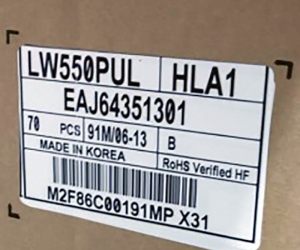 LW550PUL HLA1
EAJ64351301
70 PCS 91M/06-13 B
MADE IN KOREA RoHS Verified HF
M2F86C00191MP X31